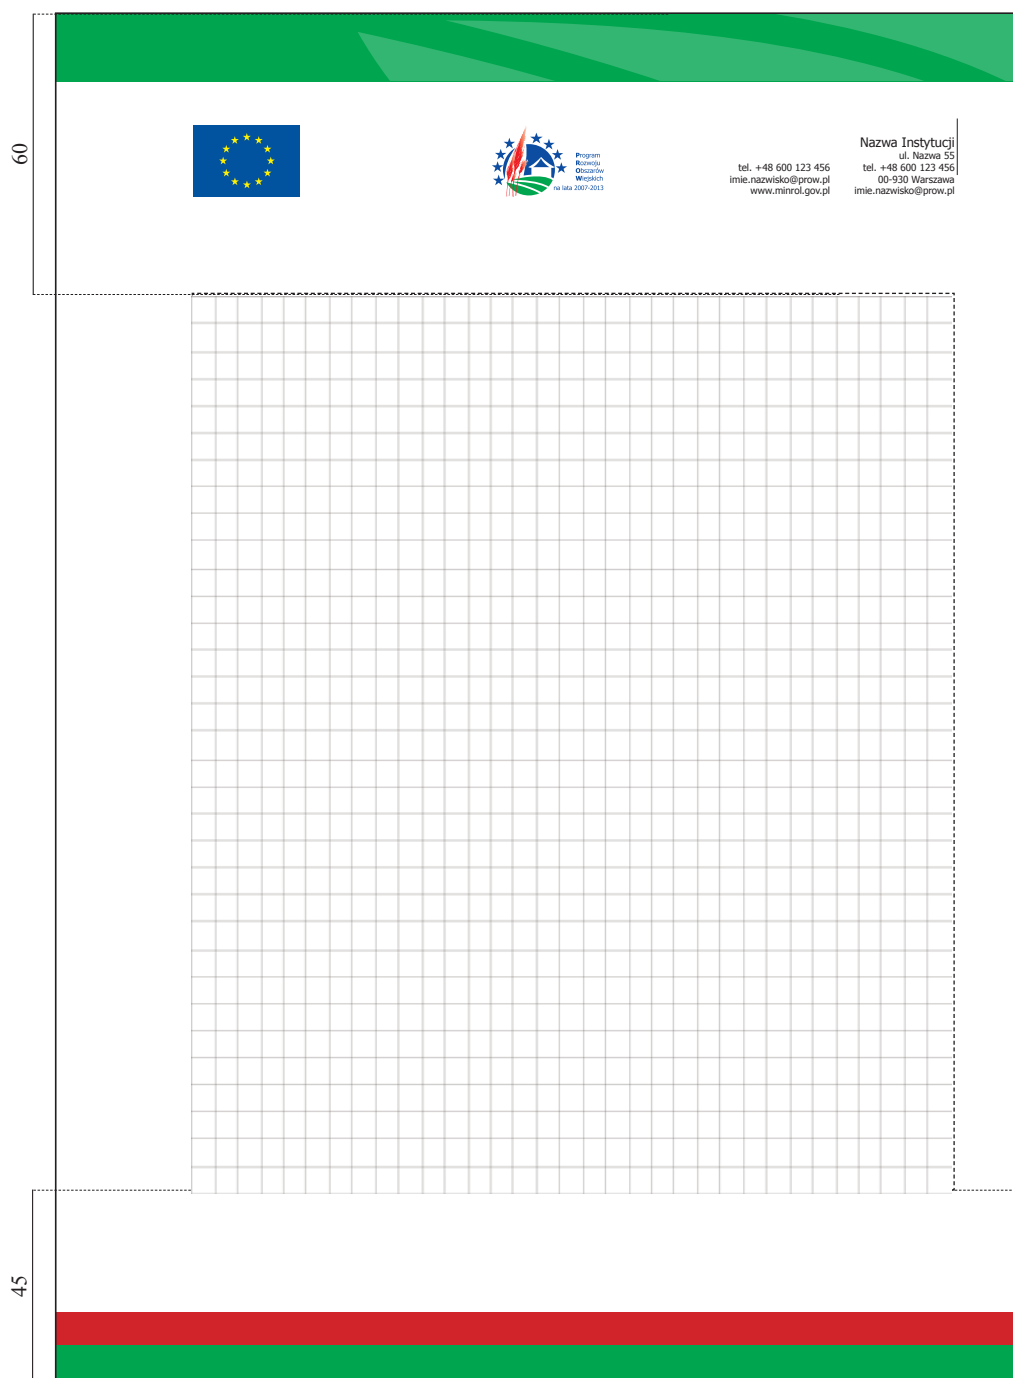 60
Program
Rozwoju
Obszarów
Wiejskich
na lata 2007-2013
tel. +48 600 123 456
imie.nazwisko@prow.pl
www.minrol.gov.pl
Nazwa Instytucji
ul. Nazwa 55
tel. +48 600 123 456
00-930 Warszawa
imie.nazwisko@prow.pl
45